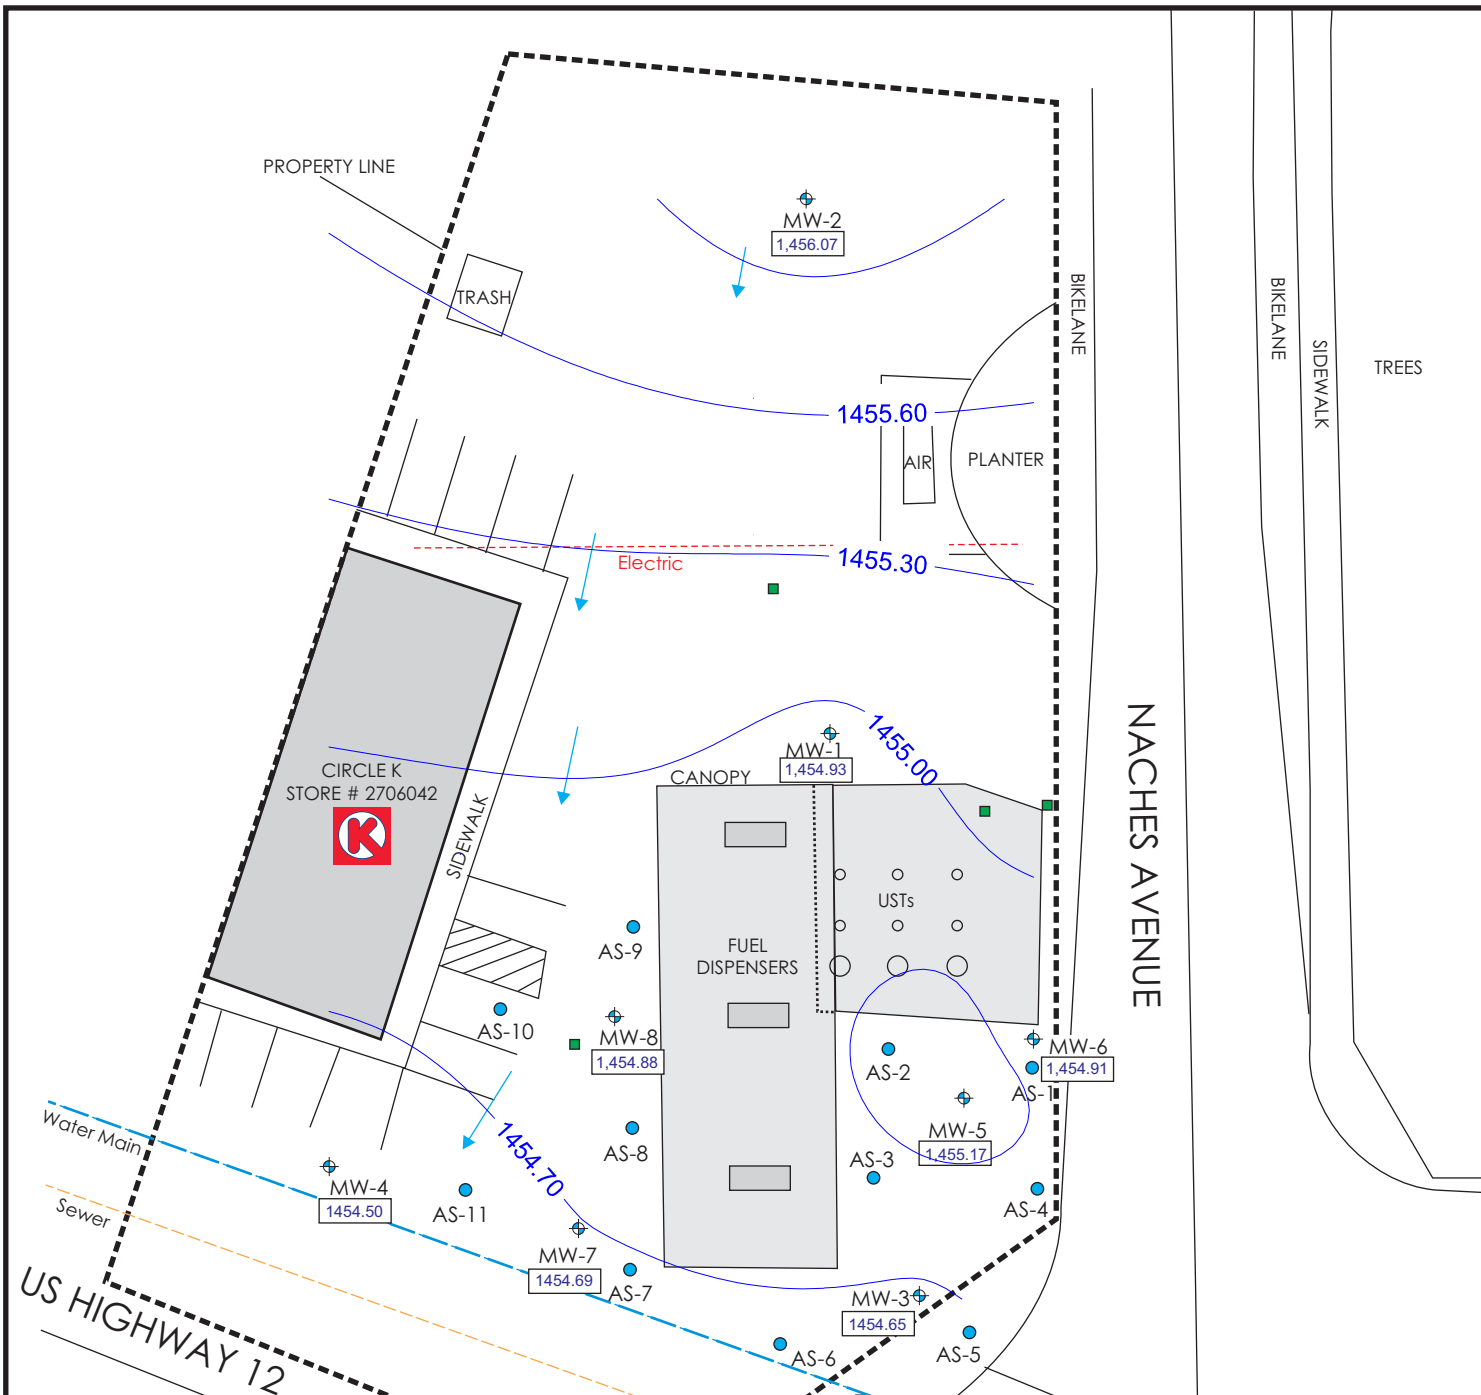 PROPERTY LINE
MW-2
1,456.07
TRASH
BIKELANE
BIKELANE
SIDEWALK
TREES
1455.60
AIR
PLANTER
1455.30
Electric
NACHES AVENUE
1455.00
MW-1
1,454.93
CANOPY
CIRCLE K
STORE # 2706042
K
SIDEWALK
USTs
FUEL
DISPENSERS
AS-9
AS-10
MW-8
1,454.88
AS-2
MW-6
1,454.91
AS-1
MW-5
1,455.17
AS-8
AS-3
AS-4
1454.70
Water Main
MW-4
1454.50
AS-11
Sewer
MW-7
1454.69
AS-7
MW-3
1454.65
AS-6
AS-5
US HIGHWAY 12